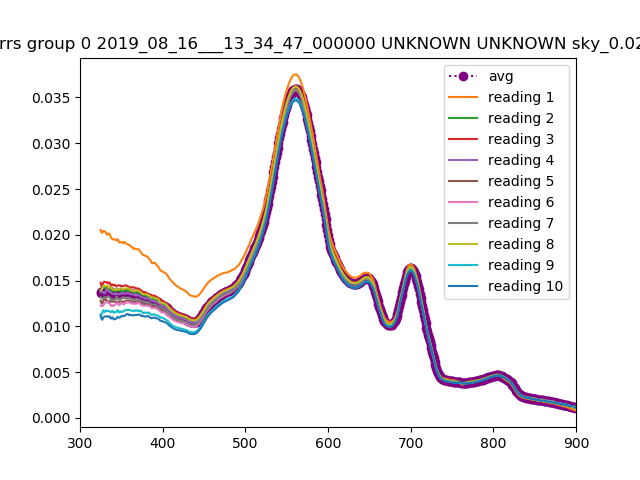 rrs group 0 2019_08_16___13_34_47_000000 UNKNOWN UNKNOWN sky_0.02
0.035
0.030
0.025
0.020
0.015
0.010
0.005
0.000
300
400
500
600
700
800
900
avg
reading 1
reading 2
reading 3
reading 4
reading 5
reading 6
reading 7
reading 8
reading 9
reading 10